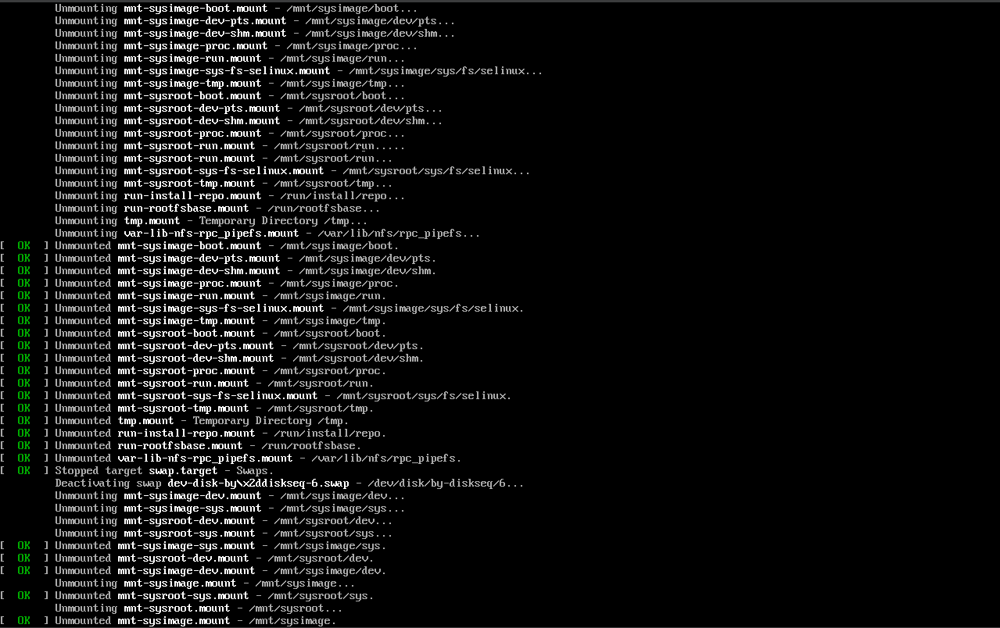 Unmounting mnt-sysimage-boot.mount - /mnt/sysimage/boot...
Unmounting mnt-sysimage-dev-pts.mount - /mnt/sysimage/dev/pts...
Unmounting mnt-sysimage-dev-shm.mount - /mnt/sysimage/dev/shm...
Unmounting mnt-sysimage-proc.mount - /mnt/sysimage/proc...
Unmounting mnt-sysimage-run.mount - /mnt/sysimage/run...
Unmounting mnt-sysimage-sys-fs-selinux.mount - /mnt/sysimage/sys/fs/selinux...
Unmounting mnt-sysimage-tmp.mount - /mnt/sysimage/tmp...
Unmounting mnt-sysroot-boot.mount - /mnt/sysroot/boot...
Unmounting mnt-sysroot-dev-pts.mount - /mnt/sysroot/dev/pts...
Unmounting mnt-sysroot-dev-shm.mount - /mnt/sysroot/dev/shm...
Unmounting mnt-sysroot-proc.mount - /mnt/sysroot/proc...
Unmounting mnt-sysroot-run.mount - /mnt/sysroot/run.....
Unmounting mnt-sysroot-run.mount - /mnt/sysroot/run...
Unmounting mnt-sysroot-sys-fs-selinux.mount - /mnt/sysroot/sys/fs/selinux...
Unmounting mnt-sysroot-tmp.mount - /mnt/sysroot/tmp...
Unmounting run-install-repo.mount - /run/install/repo...
Unmounting run-rootfsbase.mount - /run/rootfsbase...
Unmounting tmp.mount - Temporary Directory /tmp...
Unmounting var-lib-nfs-rpc_pipefs.mount - /var/lib/nfs/rpc_pipefs...
[  OK  ] Unmounted mnt-sysimage-boot.mount - /mnt/sysimage/boot.
[  OK  ] Unmounted mnt-sysimage-dev-pts.mount - /mnt/sysimage/dev/pts.
[  OK  ] Unmounted mnt-sysimage-dev-shm.mount - /mnt/sysimage/dev/shm.
[  OK  ] Unmounted mnt-sysimage-proc.mount - /mnt/sysimage/proc.
[  OK  ] Unmounted mnt-sysimage-run.mount - /mnt/sysimage/run.
[  OK  ] Unmounted mnt-sysimage-sys-fs-selinux.mount - /mnt/sysimage/sys/fs/selinux.
[  OK  ] Unmounted mnt-sysimage-tmp.mount - /mnt/sysimage/tmp.
[  OK  ] Unmounted mnt-sysroot-boot.mount - /mnt/sysroot/boot.
[  OK  ] Unmounted mnt-sysroot-dev-pts.mount - /mnt/sysroot/dev/pts.
[  OK  ] Unmounted mnt-sysroot-dev-shm.mount - /mnt/sysroot/dev/shm.
[  OK  ] Unmounted mnt-sysroot-proc.mount - /mnt/sysroot/proc.
[  OK  ] Unmounted mnt-sysroot-run.mount - /mnt/sysroot/run.
[  OK  ] Unmounted mnt-sysroot-sys-fs-selinux.mount - /mnt/sysroot/sys/fs/selinux.
[  OK  ] Unmounted mnt-sysroot-tmp.mount - /mnt/sysroot/tmp.
[  OK  ] Unmounted tmp.mount - Temporary Directory /tmp.
[  OK  ] Unmounted run-install-repo.mount - /run/install/repo.
[  OK  ] Unmounted run-rootfsbase.mount - /run/rootfsbase.
[  OK  ] Unmounted var-lib-nfs-rpc_pipefs.mount - /var/lib/nfs/rpc_pipefs.
[  OK  ] Stopped target swap.target - Swaps.
Deactivating swap dev-disk-by\x2ddiskseq-6.swap - /dev/disk/by-diskseq/6...
Unmounting mnt-sysimage-dev.mount - /mnt/sysimage/dev...
Unmounting mnt-sysimage-sys.mount - /mnt/sysimage/sys...
Unmounting mnt-sysroot-dev.mount - /mnt/sysroot/dev...
Unmounting mnt-sysroot-sys.mount - /mnt/sysroot/sys...
[  OK  ] Unmounted mnt-sysimage-sys.mount - /mnt/sysimage/sys.
[  OK  ] Unmounted mnt-sysroot-dev.mount - /mnt/sysroot/dev.
[  OK  ] Unmounted mnt-sysimage-dev.mount - /mnt/sysimage/dev.
Unmounting mnt-sysimage.mount - /mnt/sysimage...
[  OK  ] Unmounted mnt-sysroot-sys.mount - /mnt/sysroot/sys.
Unmounting mnt-sysroot.mount - /mnt/sysroot...
[  OK  ] Unmounted mnt-sysimage.mount - /mnt/sysimage.